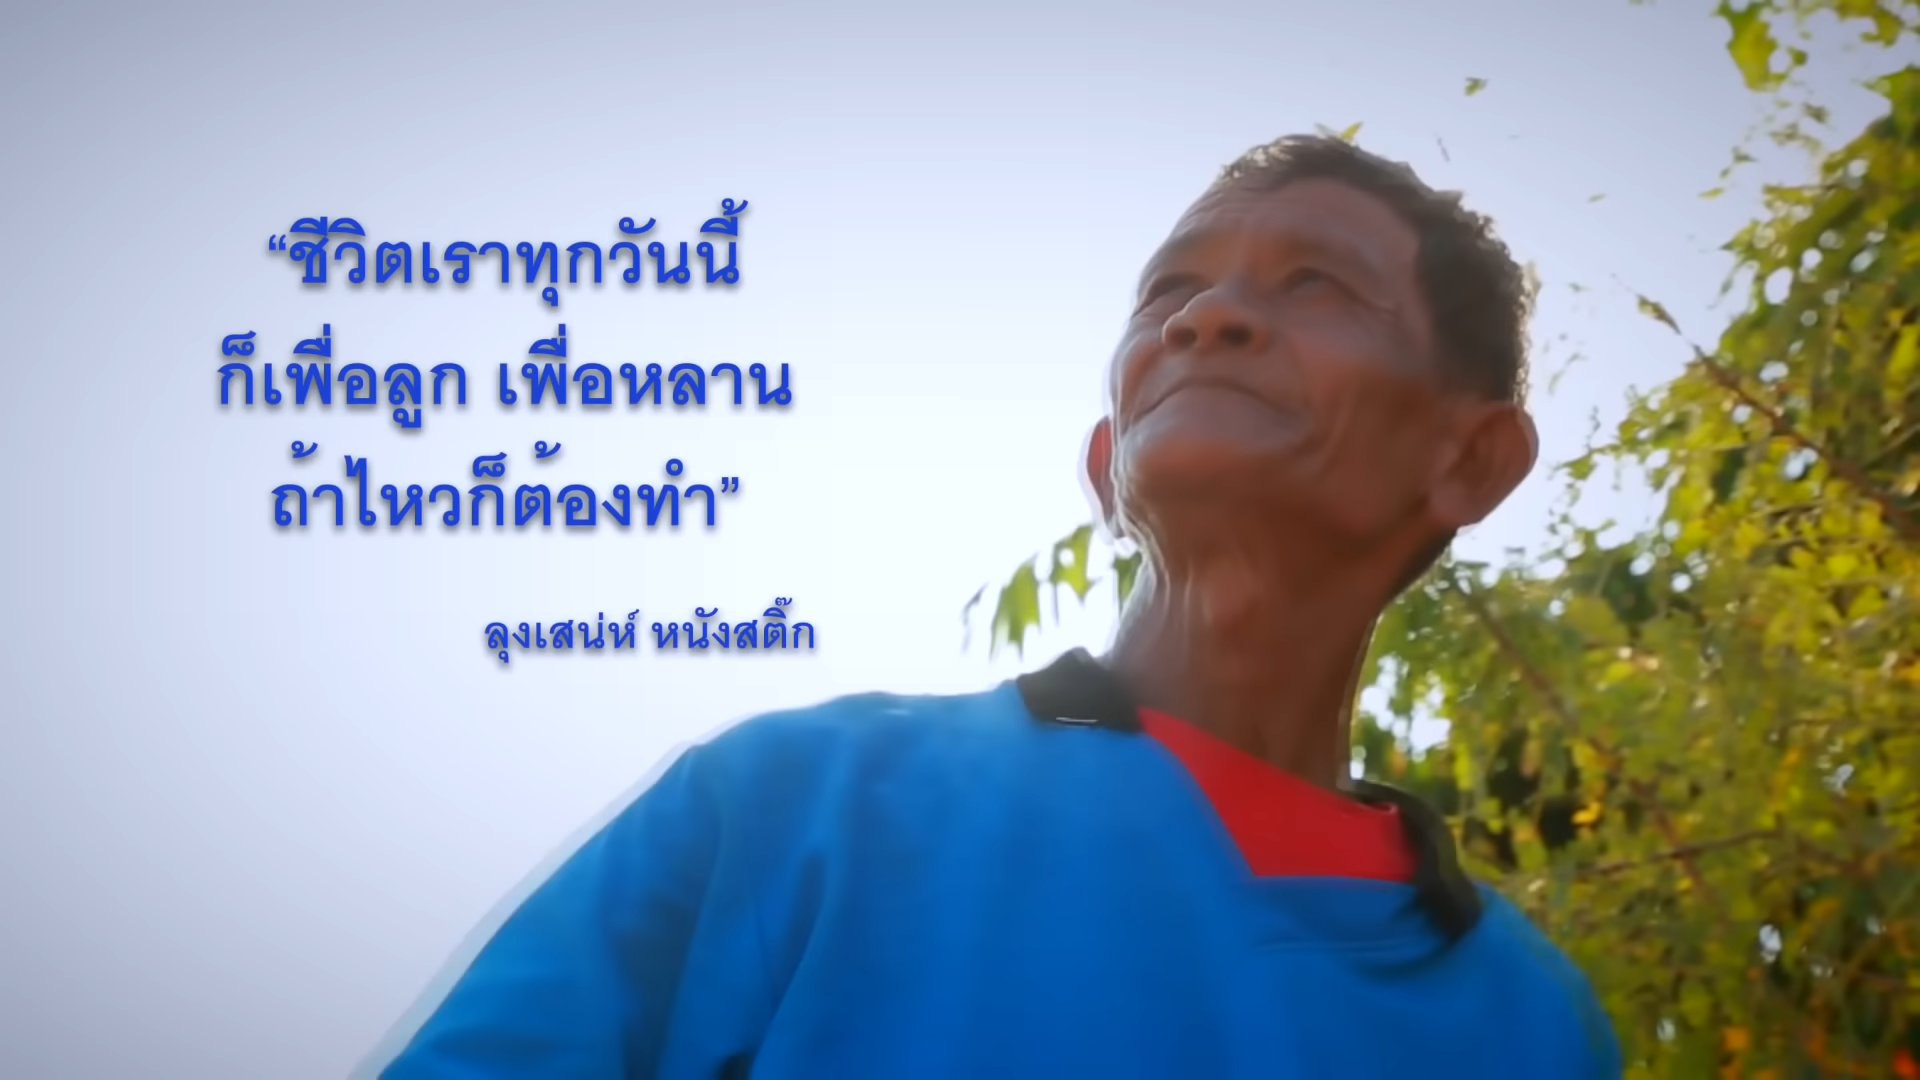 “ชีวิตเราทุกวันนี้
ก็เพื่อลูก เพื่อหลาน
ถ้าไหวก็ต้องทำ”
ลุงเสน่ห์ หนังสติ๊ก